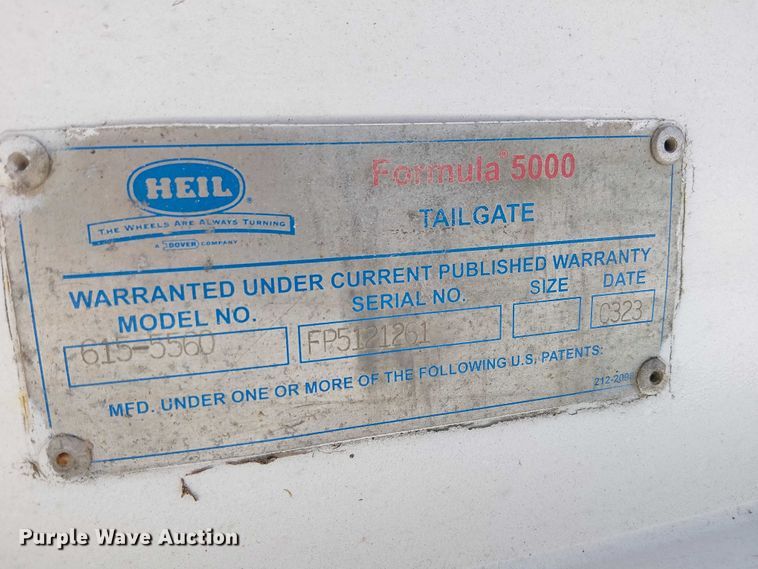 HEIL®
THE WHEELS ARE ALWAYS TURNING
A DOVER COMPANY
Formula® 5000
TAILGATE
WARRANTED UNDER CURRENT PUBLISHED WARRANTY
MODEL NO. SERIAL NO. SIZE DATE
615-5560 FP5121261 0323
MFD. UNDER ONE OR MORE OF THE FOLLOWING U.S. PATENTS:
Purple Wave Auction